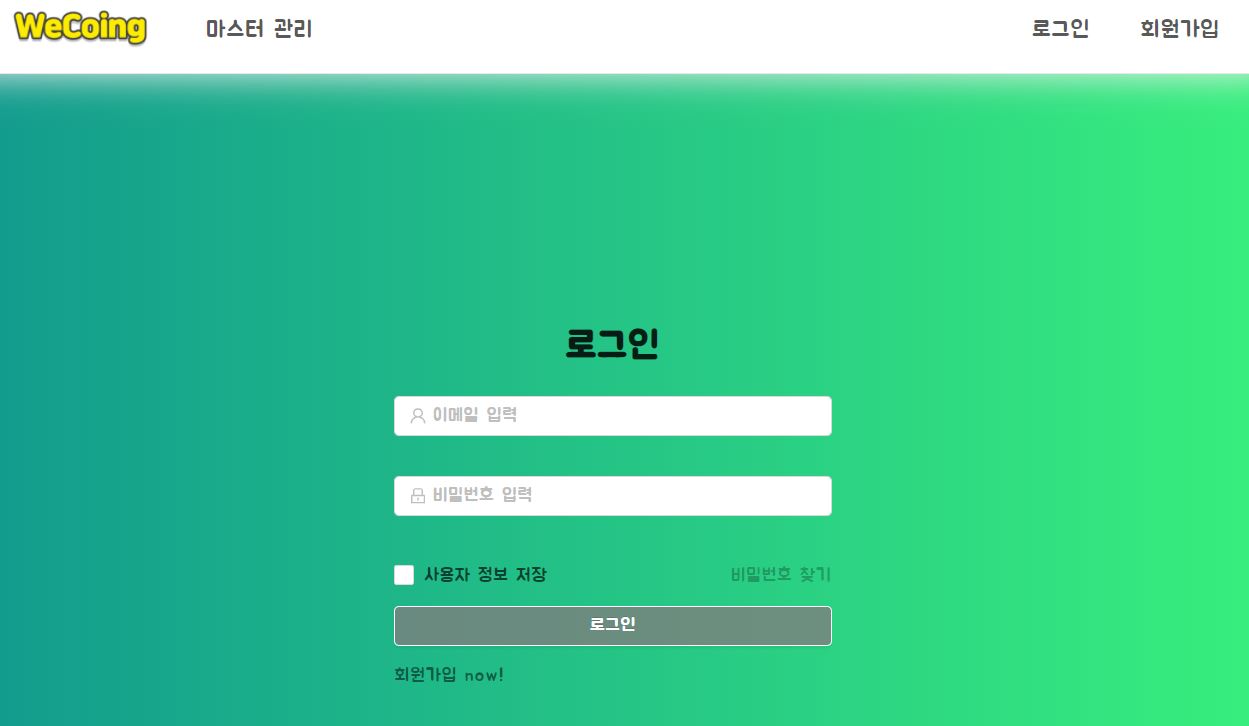 WeCoing 마스터 관리 로그인 회원가입
로그인
이메일 입력
비밀번호 입력
사용자 정보 저장 비밀번호 찾기
로그인
회원가입 now!